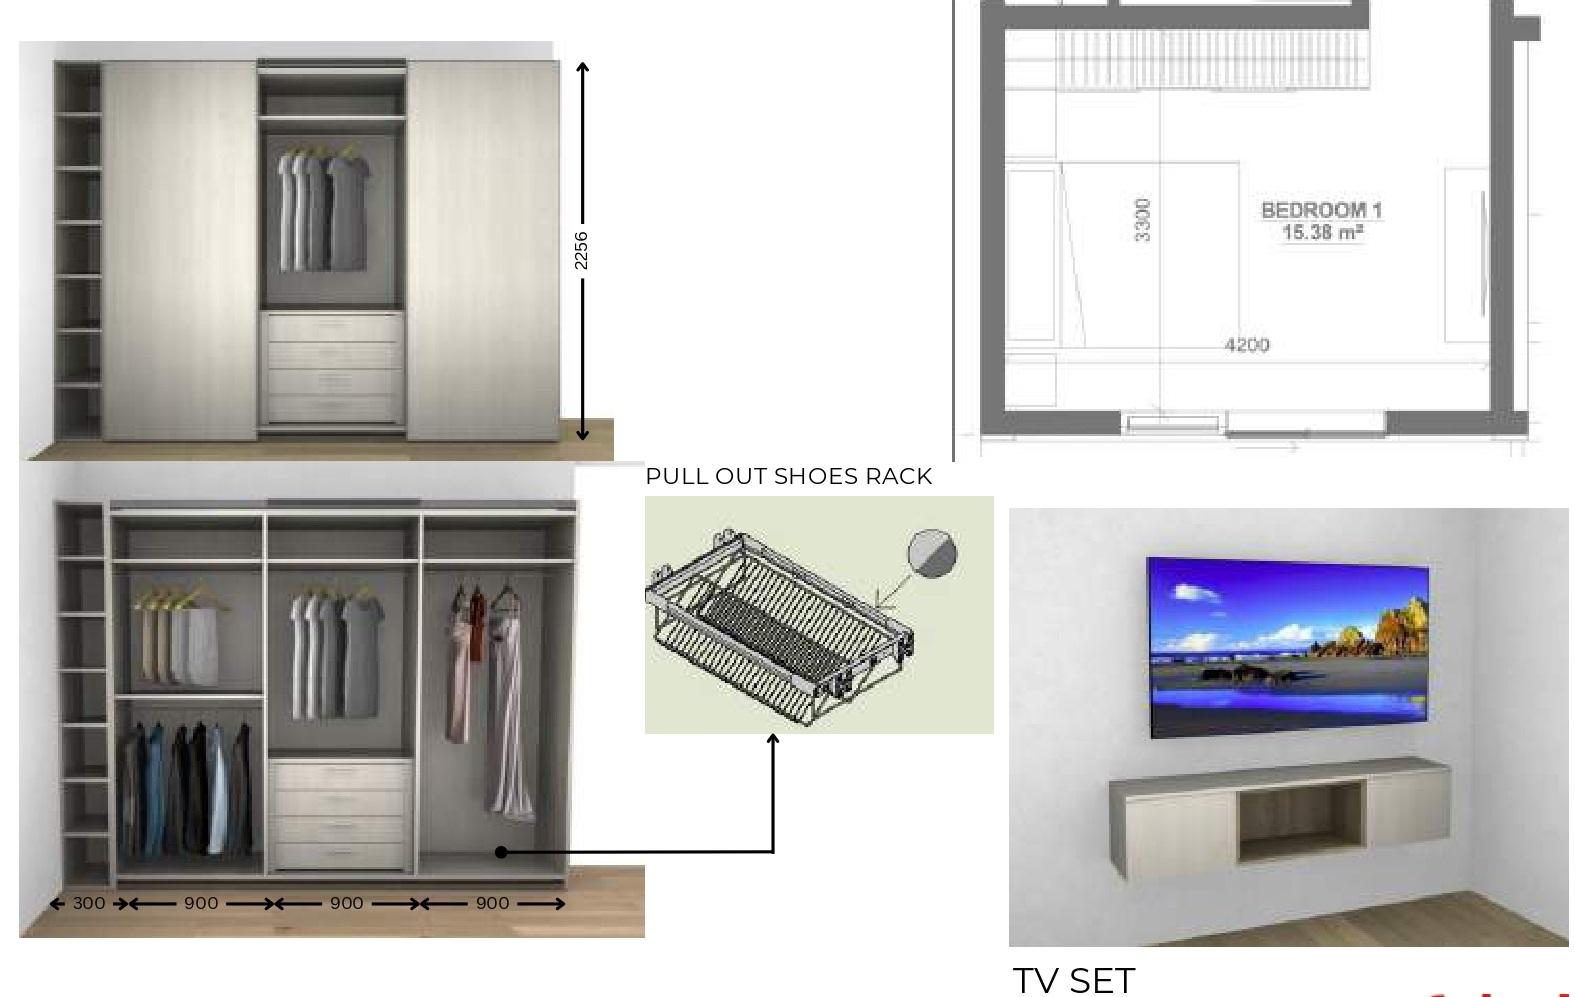 2256
3300
BEDROOM 1
15.38 m²
4200
PULL OUT SHOES RACK
300
900
900
900
TV SET